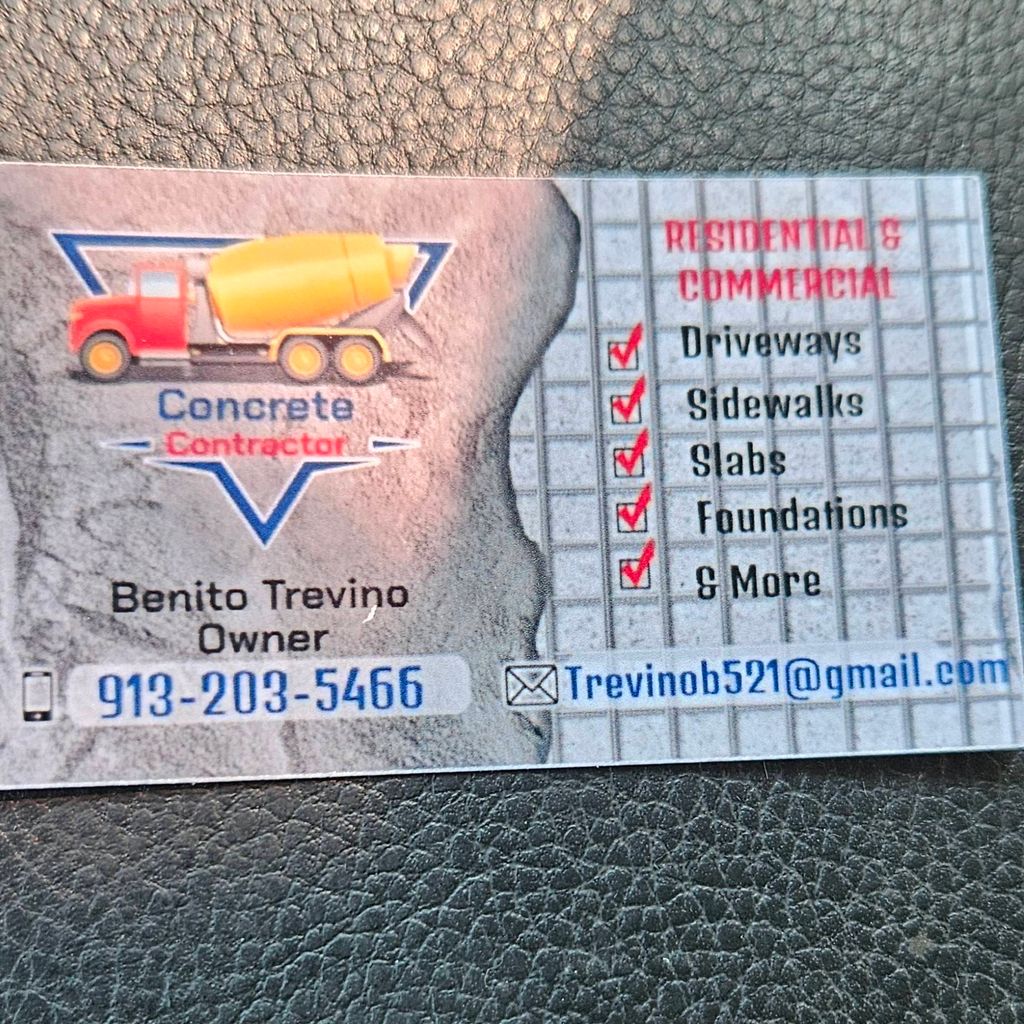 Concrete
Contractor
Benito Trevino
Owner
913-203-5466
RESIDENTIAL &
COMMERCIAL
Driveways
Sidewalks
Slabs
Foundations
& More
Trevinob521@gmail.com